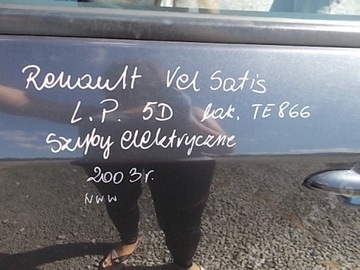 Renault Vel Satis
L.P. 5D lak. TE866
Szyby elektryczne
2003r.
NWW